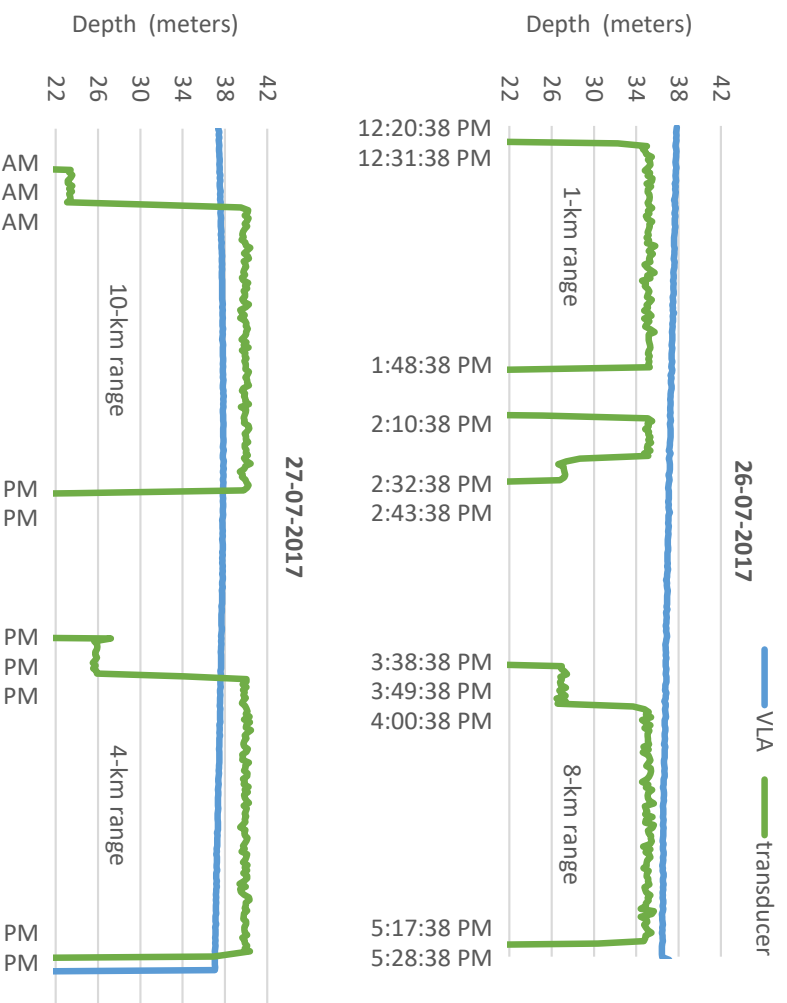 26-07-2017
VLA
transducer
Depth (meters)
42
38
34
30
26
22
1-km range
8-km range
12:20:38 PM
12:31:38 PM
1:48:38 PM
2:10:38 PM
2:32:38 PM
2:43:38 PM
3:38:38 PM
3:49:38 PM
4:00:38 PM
5:17:38 PM
5:28:38 PM
27-07-2017
Depth (meters)
42
38
34
30
26
22
10-km range
4-km range
AM
AM
AM
PM
PM
PM
PM
PM
PM
PM